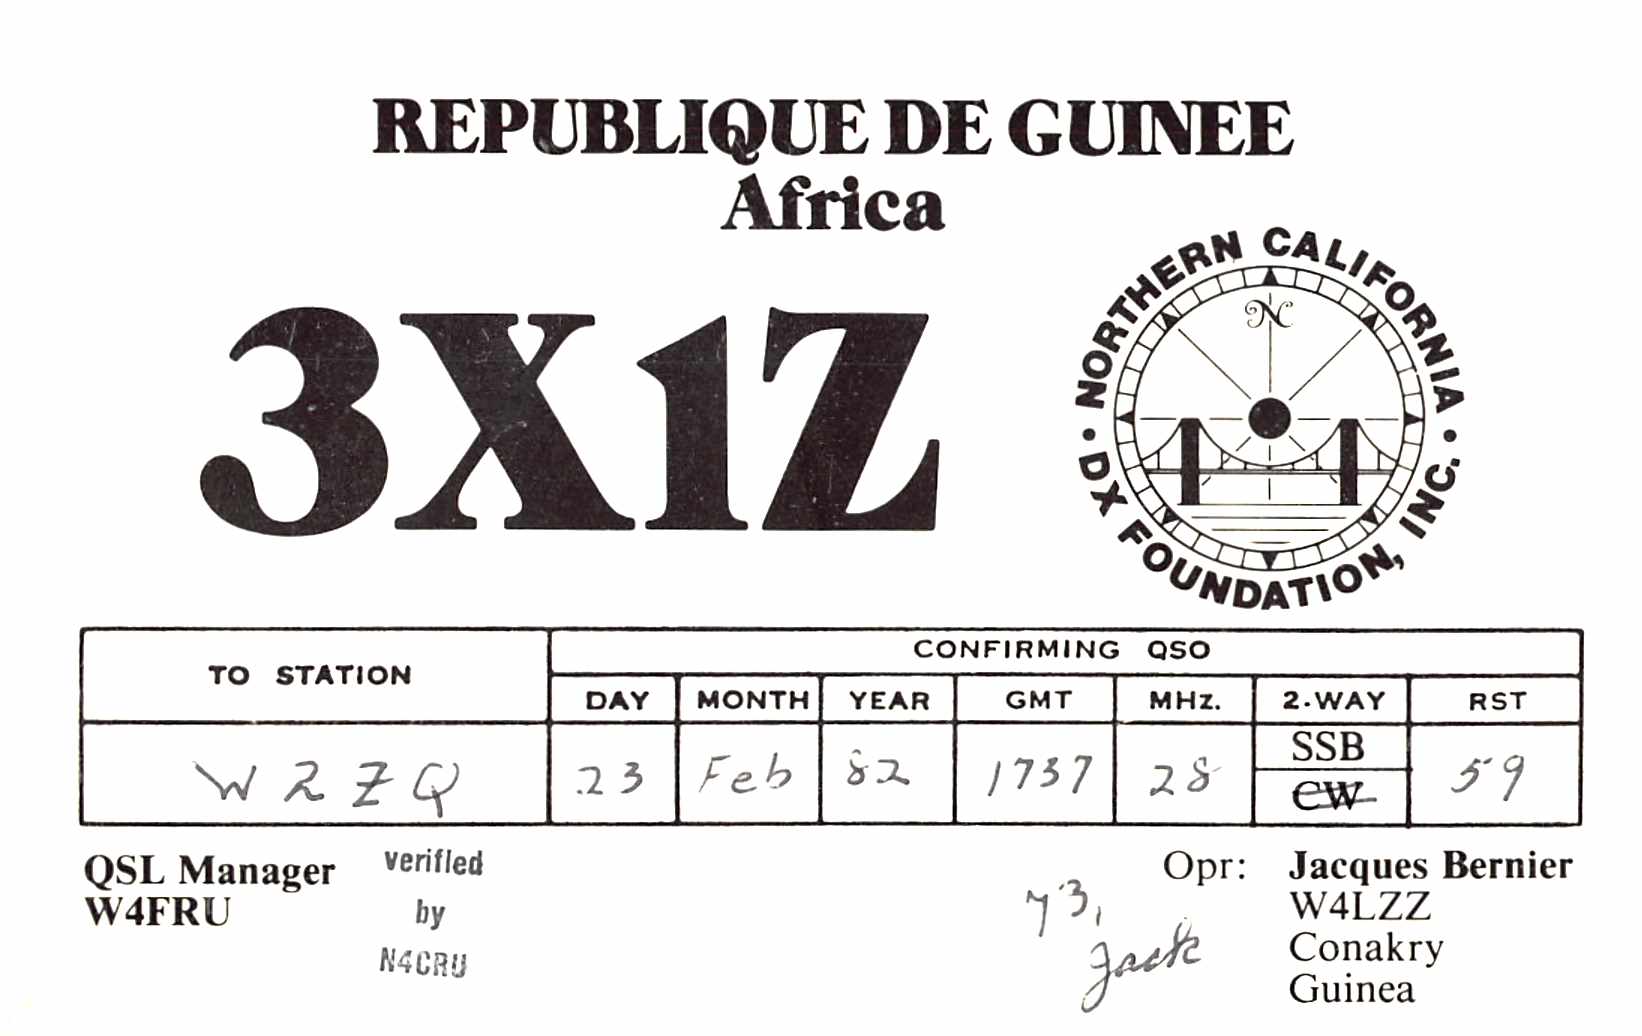 REPUBLIQUE DE GUINEE
Africa
3X1Z
NORTHERN CALIFORNIA
• DX FOUNDATION, INC. •
N
TO STATION
CONFIRMING QSO
DAY MONTH YEAR GMT MHz. 2-WAY RST
W2ZQ 23 Feb 82 1737 28 SSB 59
CW
QSL Manager
W4FRU
verified
by
N4CRU
73,
Jack
Opr: Jacques Bernier
W4LZZ
Conakry
Guinea